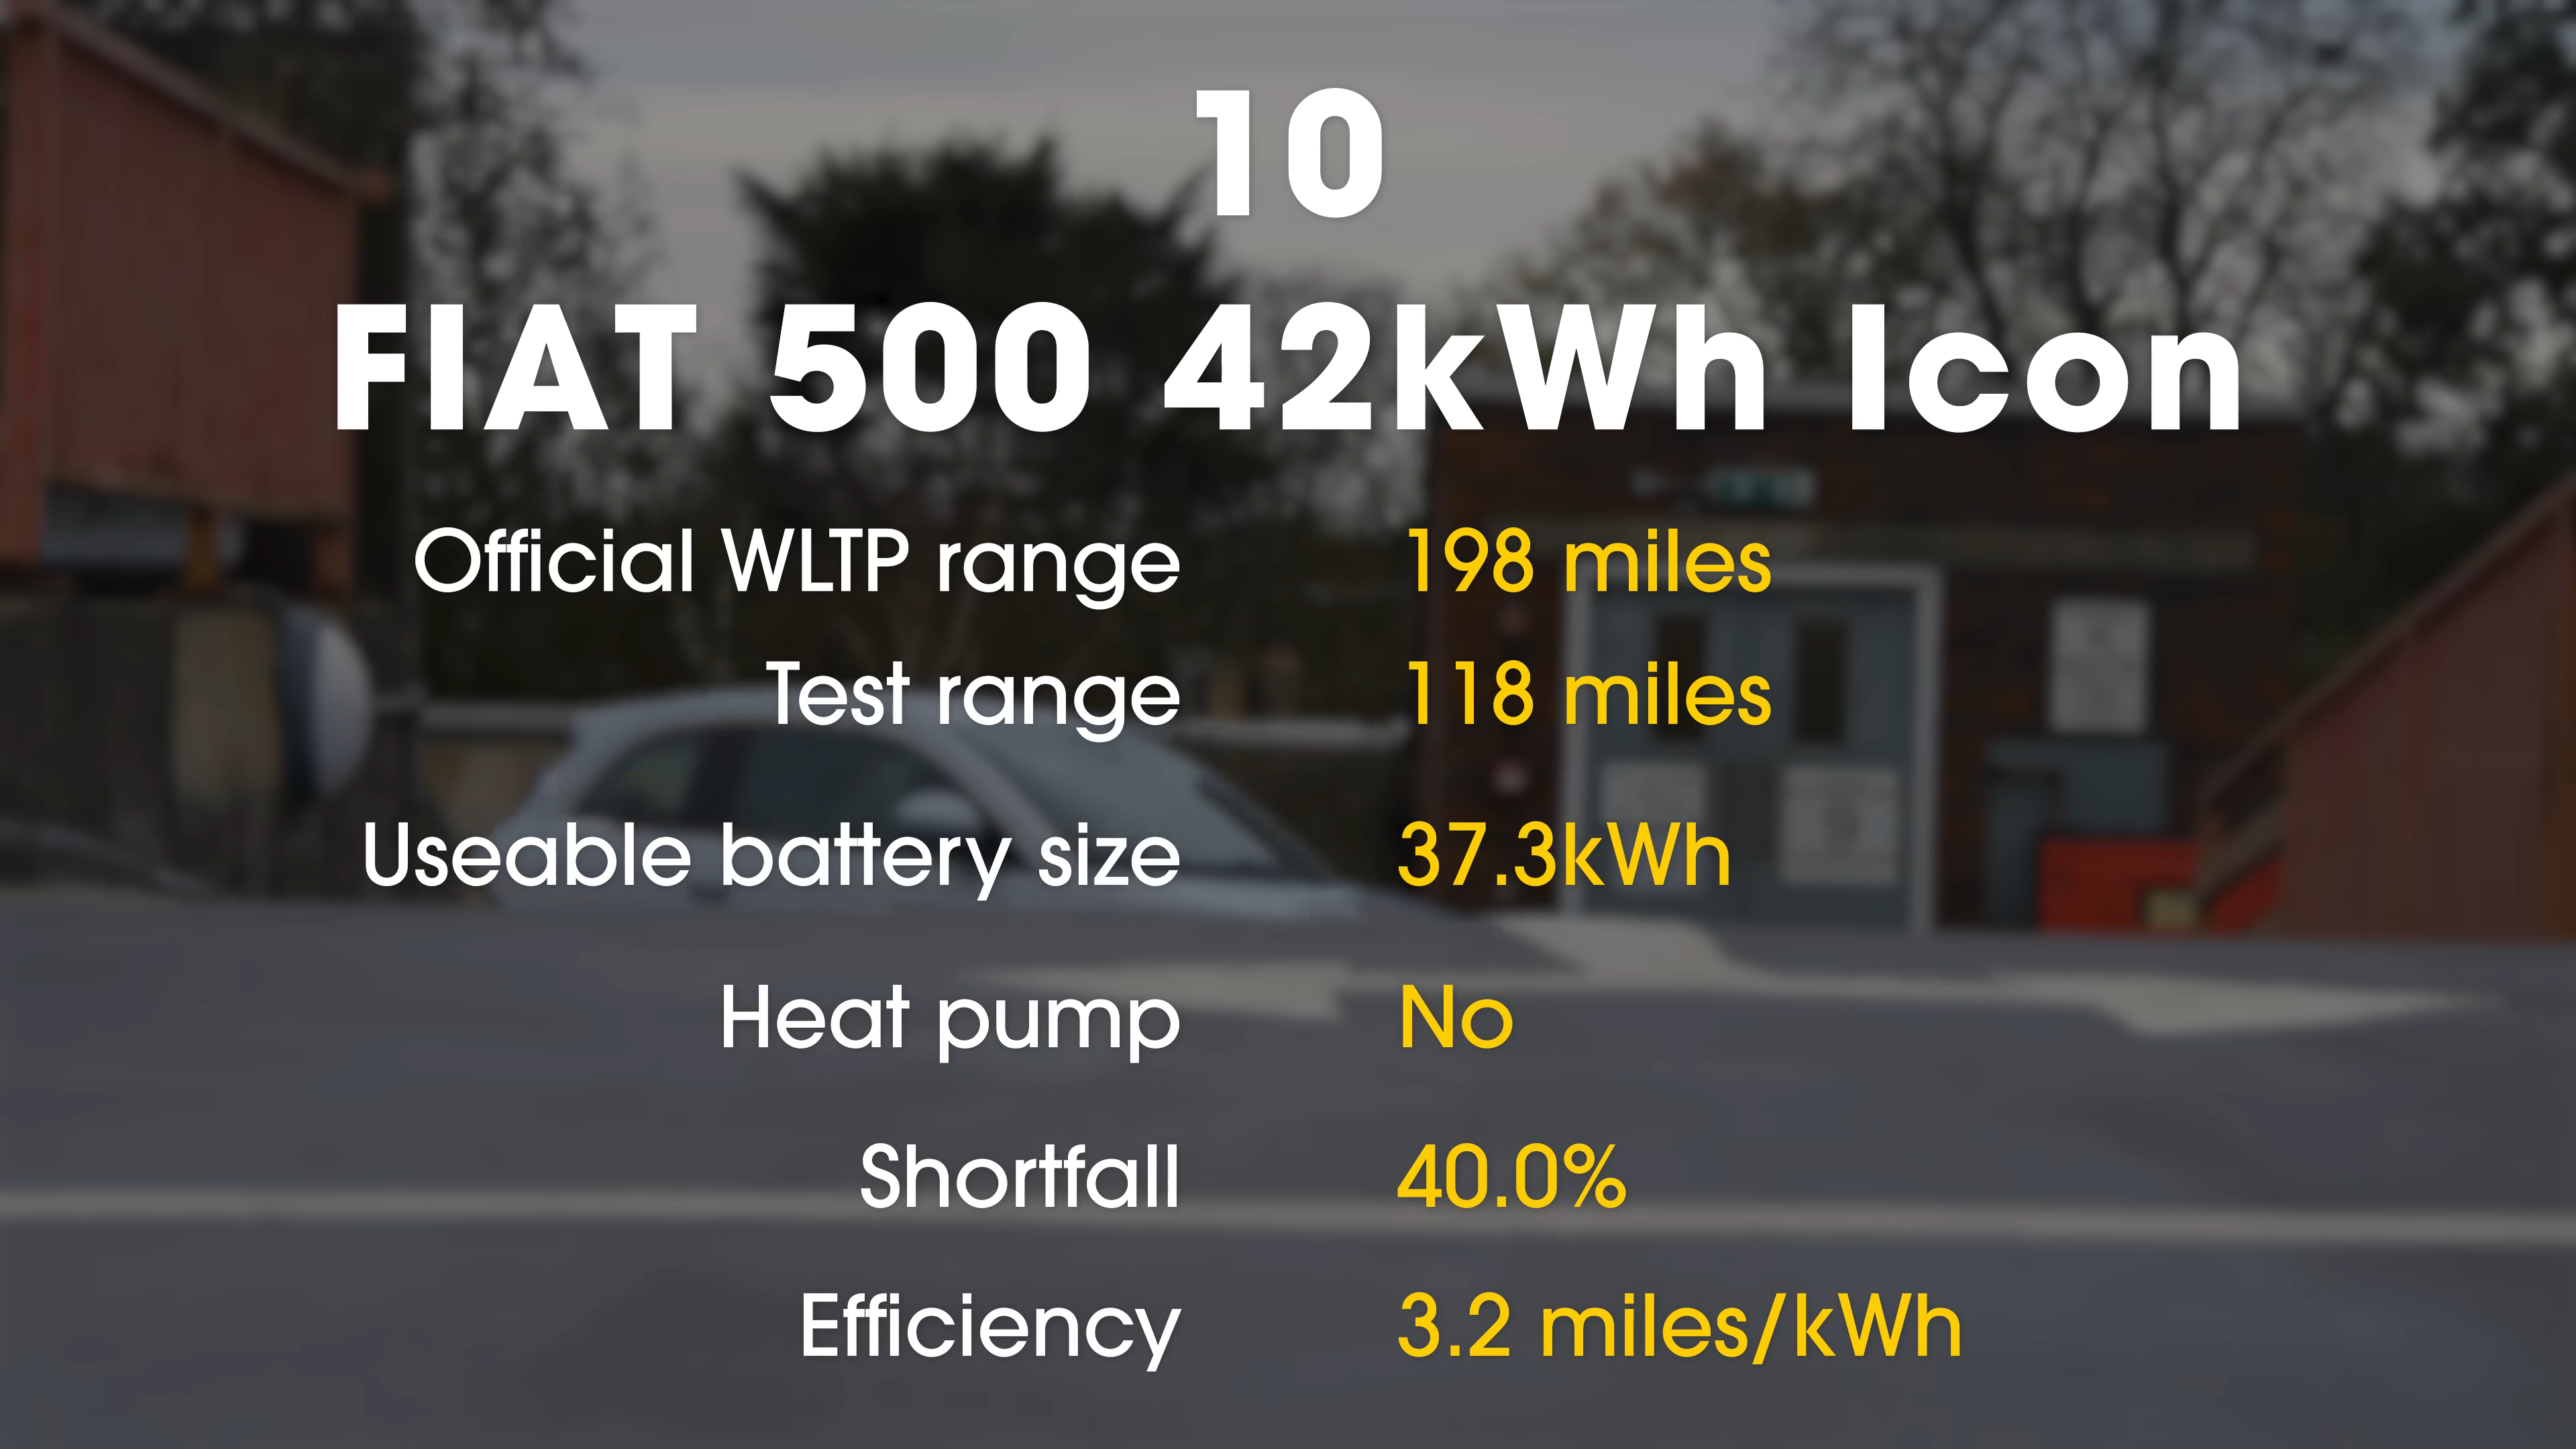 10
FIAT 500 42kWh Icon
Official WLTP range 198 miles
Test range 118 miles
Useable battery size 37.3kWh
Heat pump No
Shortfall 40.0%
Efficiency 3.2 miles/kWh